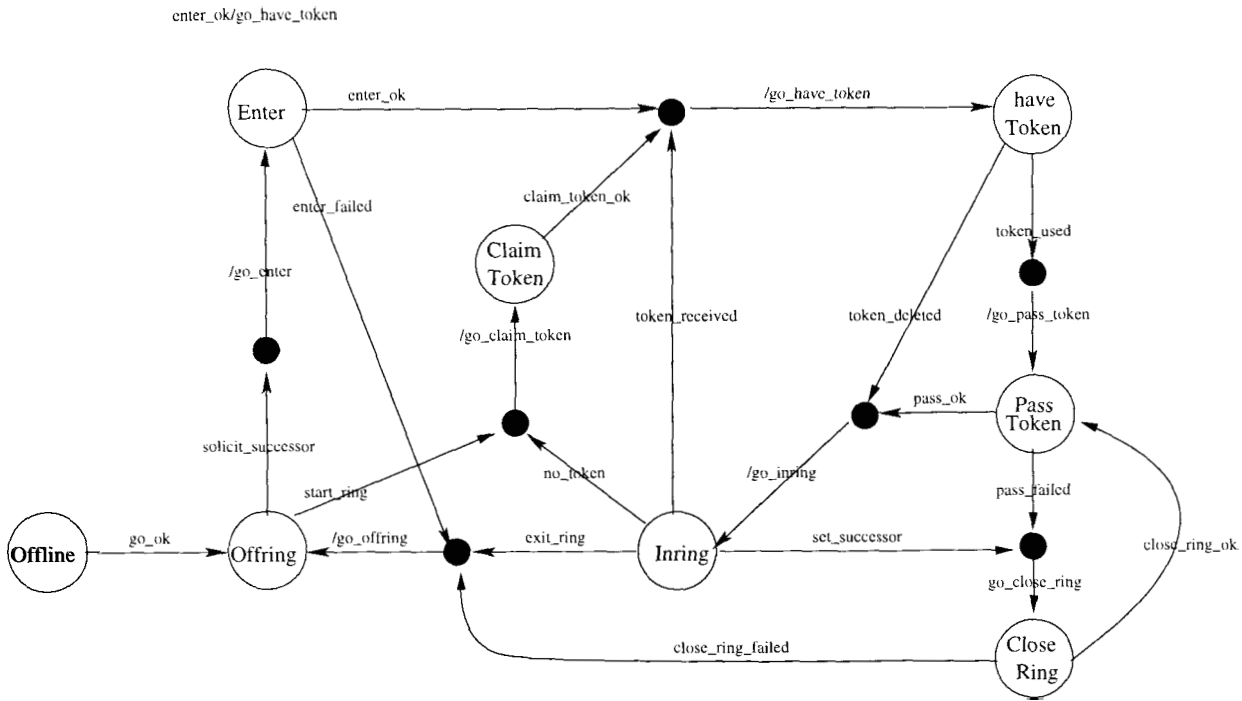 enter_ok/go_have_token
enter_ok
/go_have_token
Enter
have
Token
enter_failed
claim_token_ok
token_used
Claim
Token
/go_enter
token_received
token_deleted
/go_pass_token
/go_claim_token
pass_ok
Pass
Token
solicit_successor
start_ring
no_token
/go_inring
pass_failed
Offline
go_ok
Offring
/go_offring
exit_ring
Inring
set_successor
close_ring_ok
go_close_ring
close_ring_failed
Close
Ring